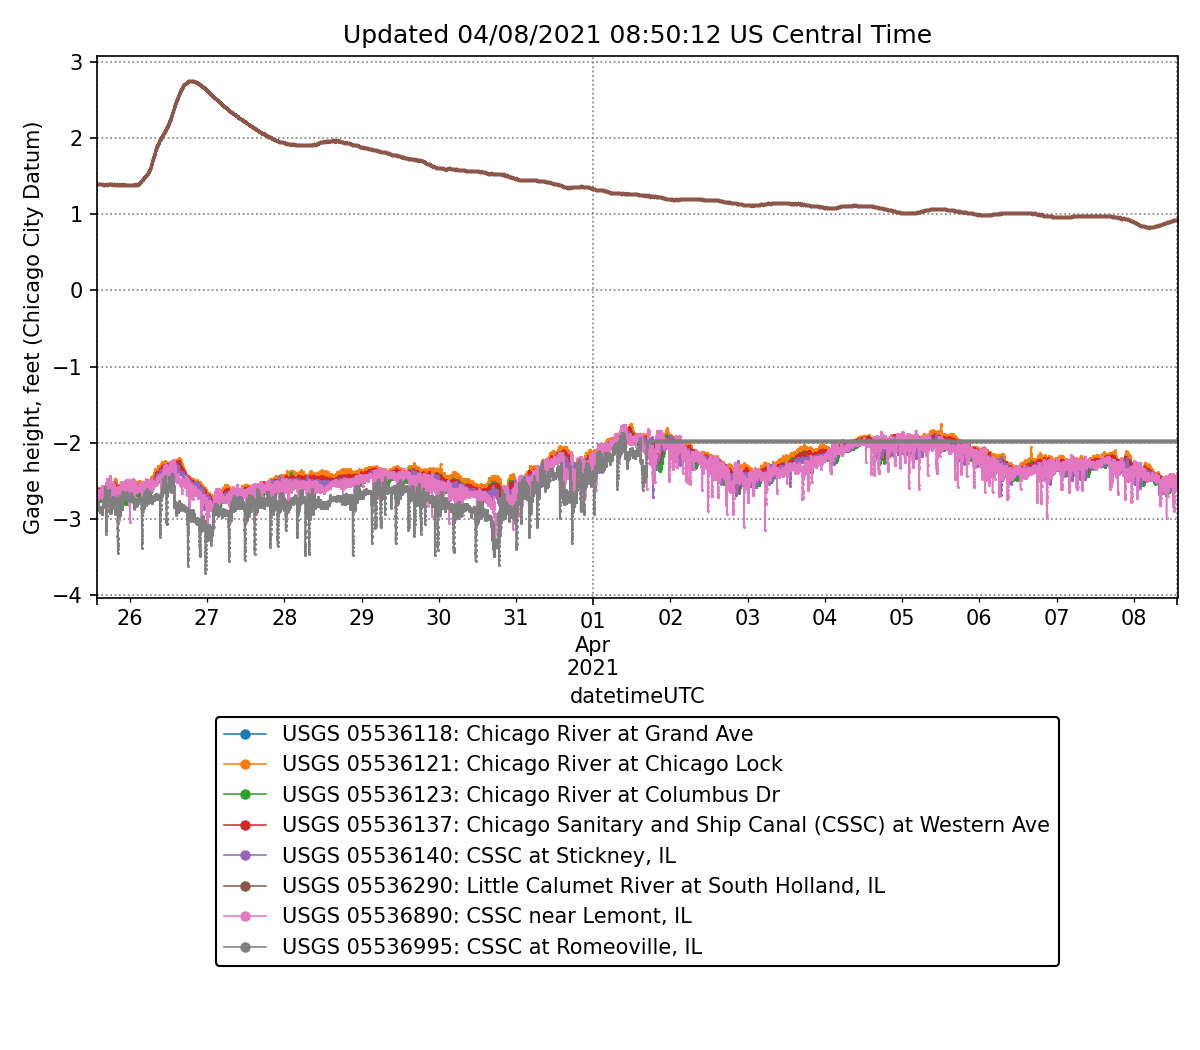 Updated 04/08/2021 08:50:12 US Central Time
Gage height, feet (Chicago City Datum)
3
2
1
0
−1
−2
−3
−4
26 27 28 29 30 31 01 02 03 04 05 06 07 08
Apr
2021
datetimeUTC
USGS 05536118: Chicago River at Grand Ave
USGS 05536121: Chicago River at Chicago Lock
USGS 05536123: Chicago River at Columbus Dr
USGS 05536137: Chicago Sanitary and Ship Canal (CSSC) at Western Ave
USGS 05536140: CSSC at Stickney, IL
USGS 05536290: Little Calumet River at South Holland, IL
USGS 05536890: CSSC near Lemont, IL
USGS 05536995: CSSC at Romeoville, IL